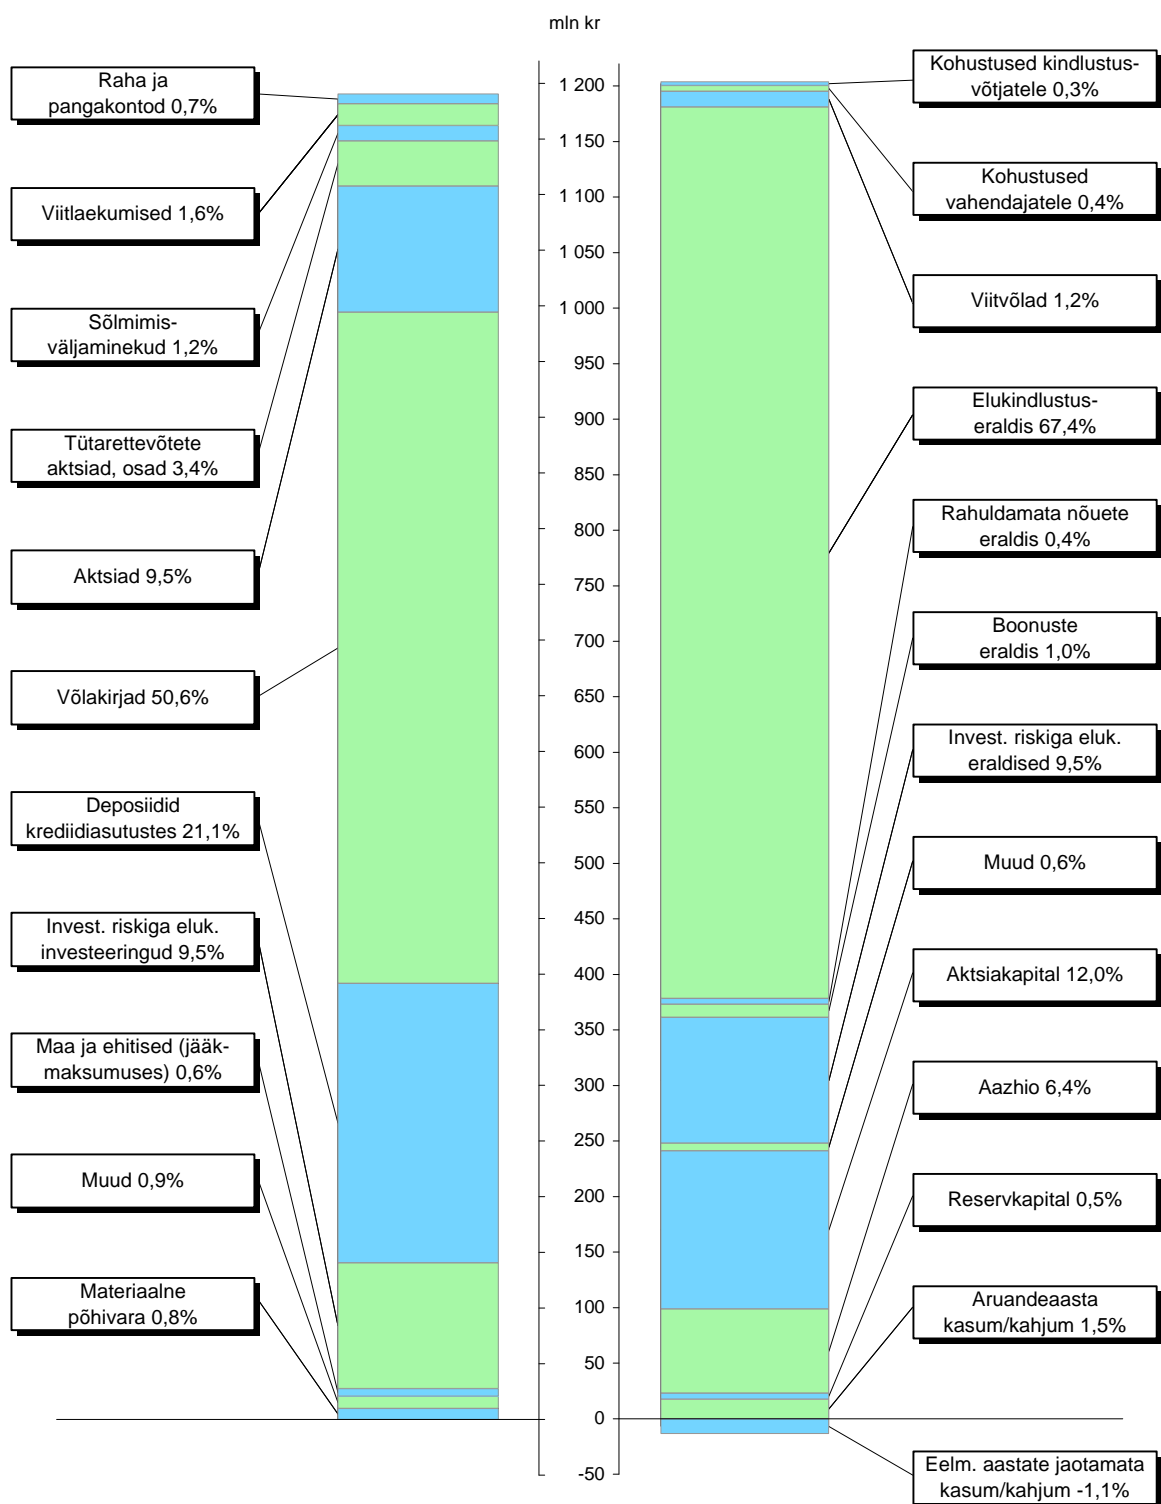 mln kr
Raha ja
pangakontod 0,7%
Viitlaekumised 1,6%
Sõlmimis-
väljaminekud 1,2%
Tütarettevõtete
aktsiad, osad 3,4%
Aktsiad 9,5%
Võlakirjad 50,6%
Deposiidid
krediidiasutustes 21,1%
Invest. riskiga eluk.
investeeringud 9,5%
Maa ja ehitised (jääk-
maksumuses) 0,6%
Muud 0,9%
Materiaalne
põhivara 0,8%
1 200
1 150
1 100
1 050
1 000
950
900
850
800
750
700
650
600
550
500
450
400
350
300
250
200
150
100
50
0
-50
Kohustused kindlustus-
võtjatele 0,3%
Kohustused
vahendajatele 0,4%
Viitvõlad 1,2%
Elukindlustus-
eraldis 67,4%
Rahuldamata nõuete
eraldis 0,4%
Boonuste
eraldis 1,0%
Invest. riskiga eluk.
eraldised 9,5%
Muud 0,6%
Aktsiakapital 12,0%
Aazhio 6,4%
Reservkapital 0,5%
Aruandeaasta
kasum/kahjum 1,5%
Eelm. aastate jaotamata
kasum/kahjum -1,1%